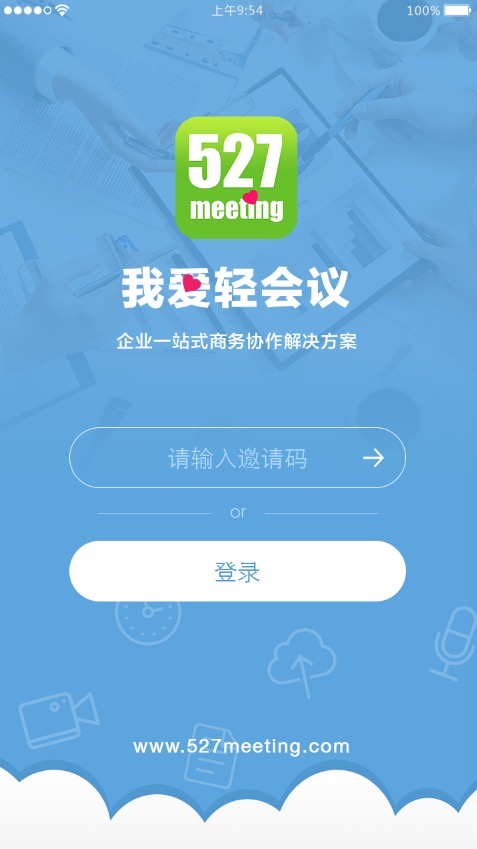 上午9:54
100%
527
meeting
我爱轻会议
企业一站式商务协作解决方案
请输入邀请码
or
登录
www.527meeting.com